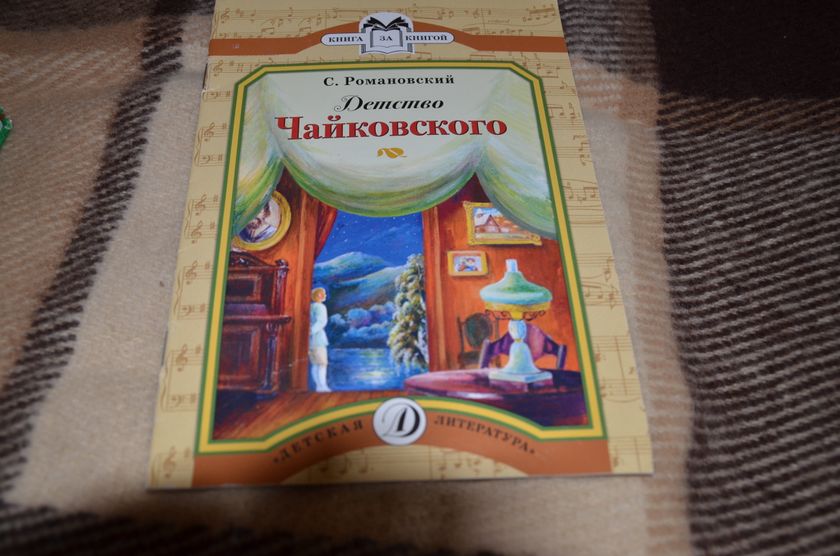 КНИГА ЗА КНИГОЙ
С. Романовский
Детство
Чайковского
«ДЕТСКАЯ Д ЛИТЕРАТУРА»